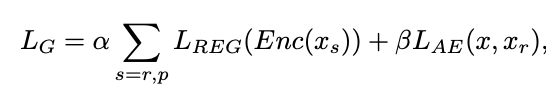 L_G = α ∑_{s=r,p} L_{REG}(Enc(x_s)) + βL_{AE}(x, x_r),